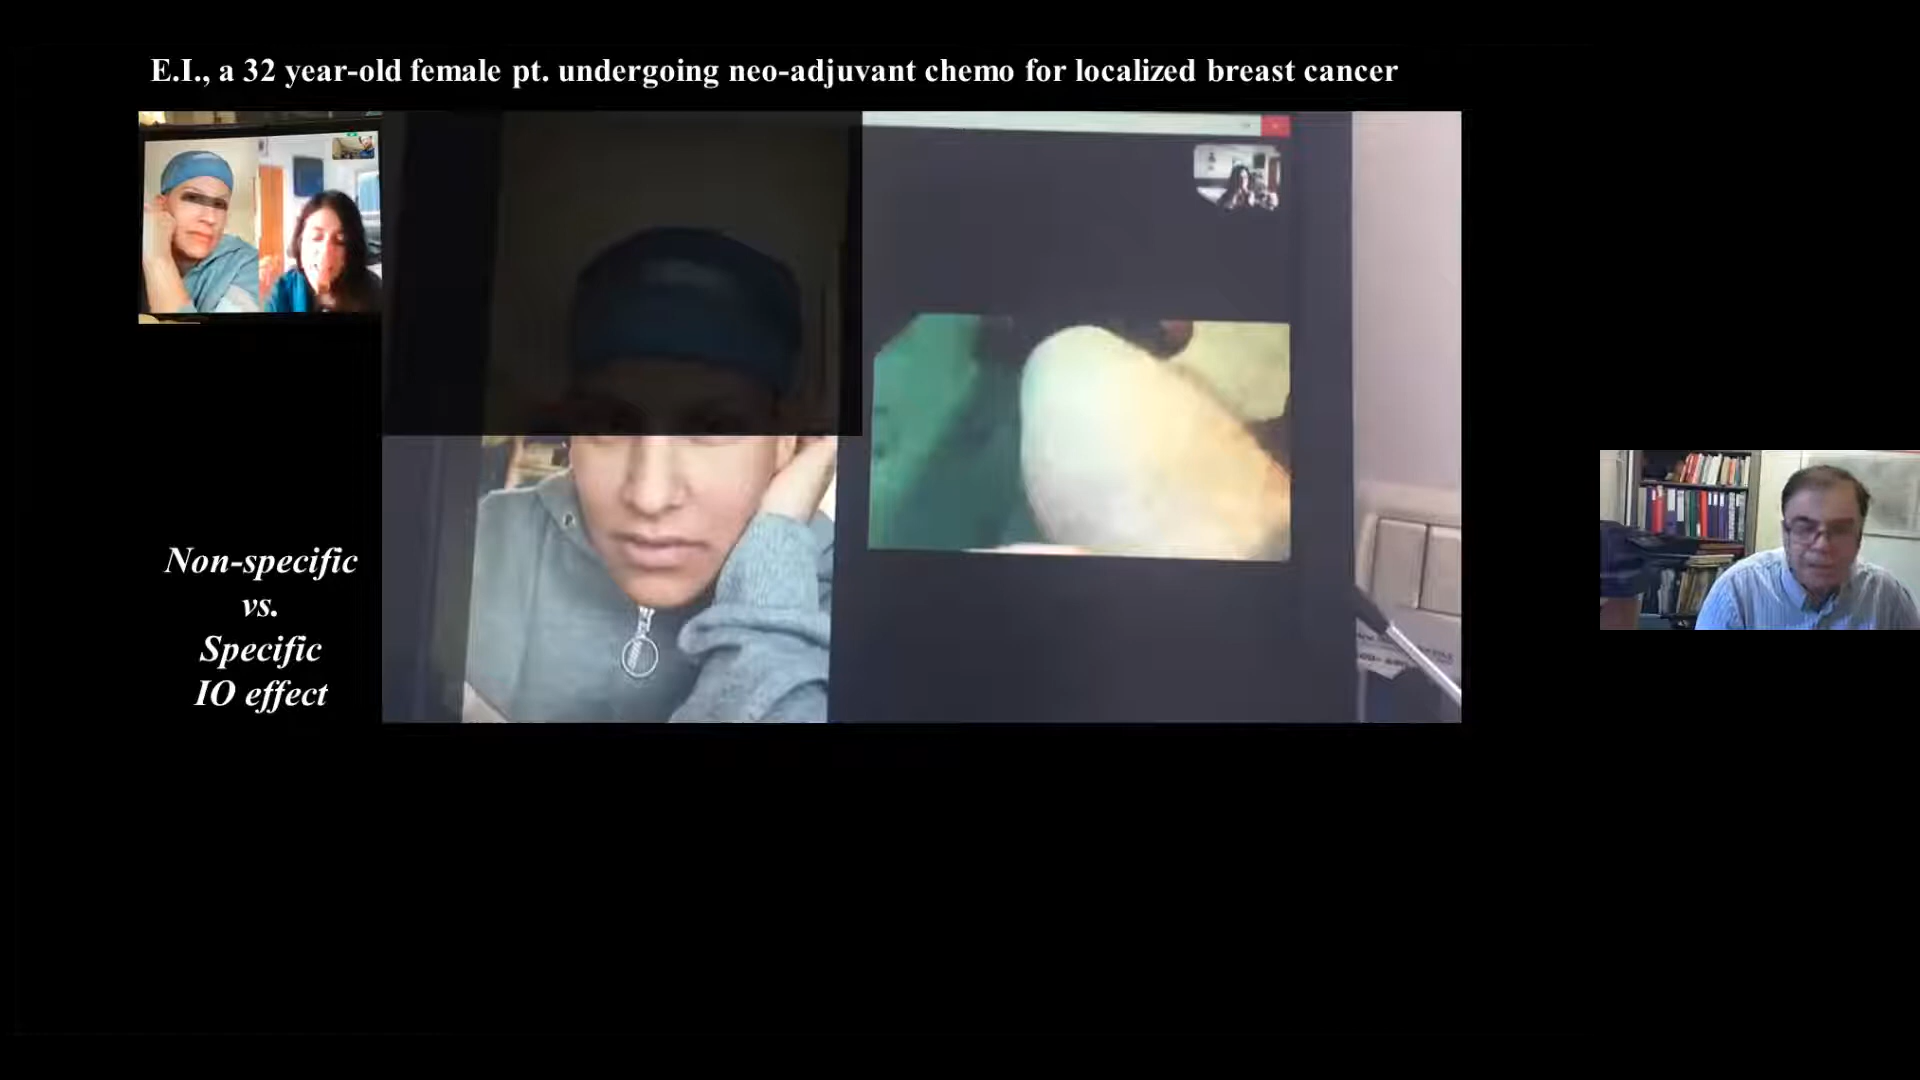 E.I., a 32 year-old female pt. undergoing neo-adjuvant chemo for localized breast cancer
Non-specific
vs.
Specific
IO effect